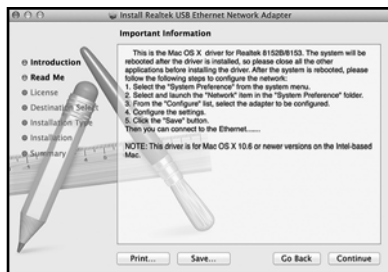 Install Realtek USB Ethernet Network Adapter
Important Information
Introduction
Read Me
License
Destination Select
Installation Type
Installation
Summary
This is the Mac OS X driver for Realtek 8152B/8153. The system will be
rebooted after the driver is installed, so please close all the other
applications before installing the driver. After the system is rebooted, please
follow the following steps to configure the network:
1. Select the "System Preference" from the system menu.
2. Select and launch the "Network" item in the "System Preference" folder.
3. From the "Configure" list, select the adapter to be configured.
4. Configure the settings.
5. Click the "Save" button.
Then you can connect to the Ethernet.......
NOTE: This driver is for Mac OS X 10.6 or newer versions on the Intel-based
Mac.
Print... Save... Go Back Continue